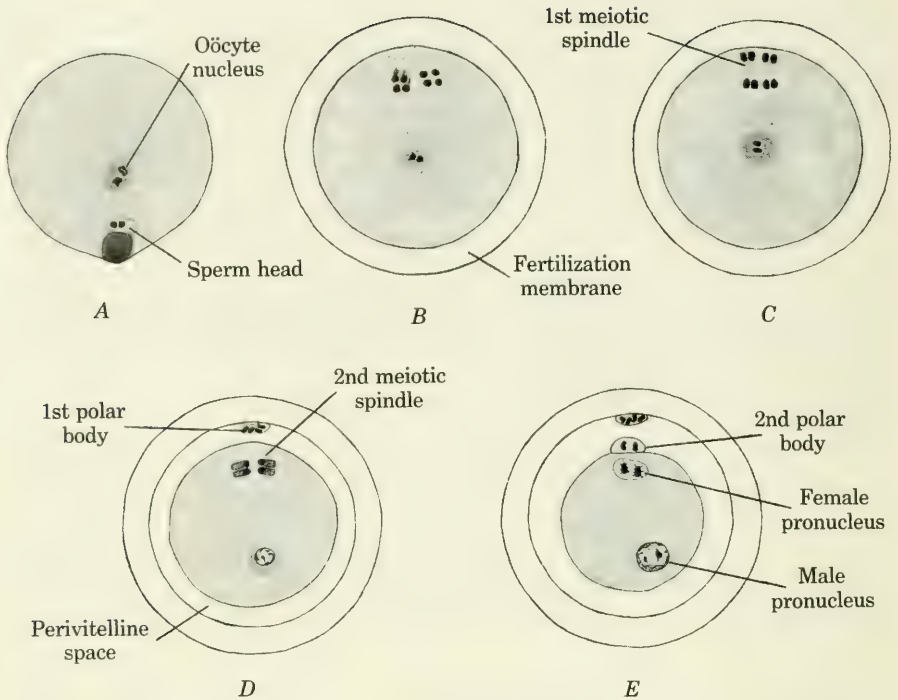 Oöcyte
nucleus
Sperm head
A
Fertilization
membrane
B
1st meiotic
spindle
C
1st polar
body
2nd meiotic
spindle
Perivitelline
space
D
2nd polar
body
Female
pronucleus
Male
pronucleus
E